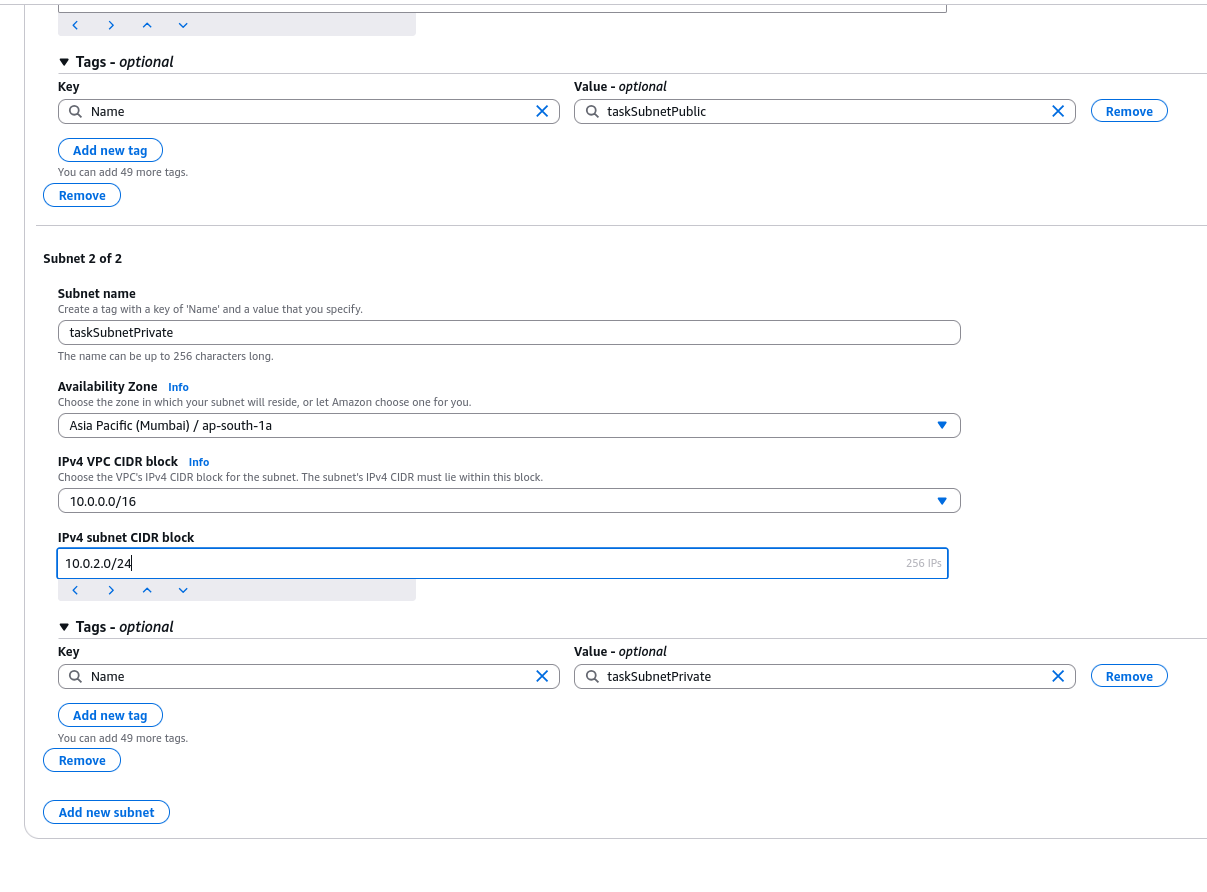 Tags - optional
Key Value - optional
Name taskSubnetPublic Remove
Add new tag
You can add 49 more tags.
Remove
Subnet 2 of 2
Subnet name
Create a tag with a key of 'Name' and a value that you specify.
taskSubnetPrivate
The name can be up to 256 characters long.
Availability Zone Info
Choose the zone in which your subnet will reside, or let Amazon choose one for you.
Asia Pacific (Mumbai) / ap-south-1a
IPv4 VPC CIDR block Info
Choose the VPC's IPv4 CIDR block for the subnet. The subnet's IPv4 CIDR must lie within this block.
10.0.0.0/16
IPv4 subnet CIDR block
10.0.2.0/24 256 IPs
Tags - optional
Key Value - optional
Name taskSubnetPrivate Remove
Add new tag
You can add 49 more tags.
Remove
Add new subnet